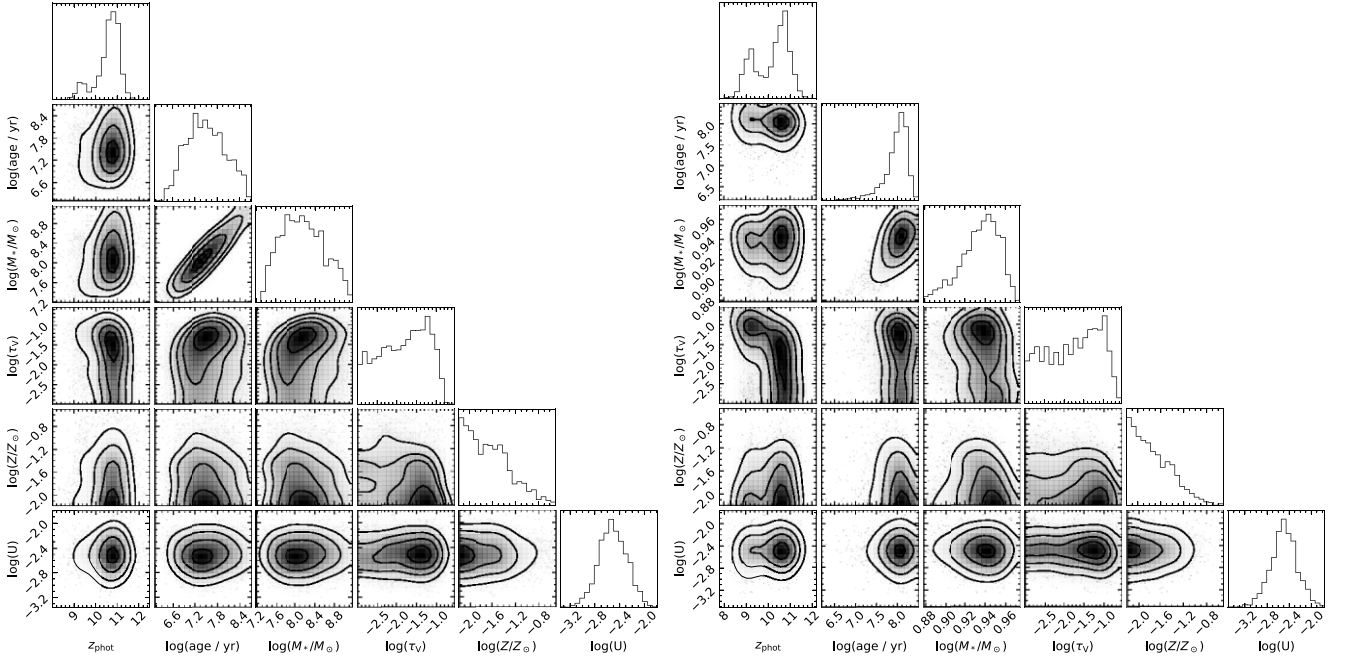 log(age / yr)
8.4
7.8
7.2
6.6
log(M*/M⊙)
8.8
8.4
8.0
7.6
7.2
log(τV)
−1.0
−1.5
−2.0
−2.5
log(Z/Z⊙)
−0.8
−1.2
−1.6
−2.0
log(U)
−2.0
−2.4
−2.8
−3.2
9 10 11 12
6.6 7.2 7.8 8.4
7.2 7.6 8.0 8.4 8.8
−2.5 −2.0 −1.5 −1.0
−2.0 −1.6 −1.2 −0.8
−3.2 −2.8 −2.4 −2.0
zphot log(age / yr) log(M*/M⊙) log(τV) log(Z/Z⊙) log(U)
log(age / yr)
8.0
7.5
7.0
6.5
log(M*/M⊙)
0.96
0.94
0.92
0.90
0.88
log(τV)
−1.0
−1.5
−2.0
−2.5
log(Z/Z⊙)
−0.8
−1.2
−1.6
−2.0
log(U)
−2.0
−2.4
−2.8
−3.2
8 9 10 11 12
6.5 7.0 7.5 8.0
0.88 0.90 0.92 0.94 0.96
−2.5 −2.0 −1.5 −1.0
−2.0 −1.6 −1.2 −0.8
−3.2 −2.8 −2.4 −2.0
zphot log(age / yr) log(M*/M⊙) log(τV) log(Z/Z⊙) log(U)